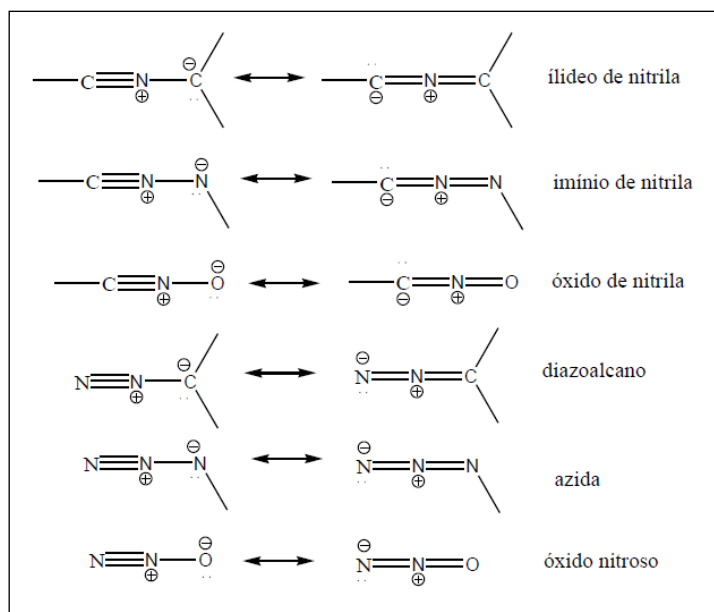 C N C C N C ílideo de nitrila
⊕ ⊖ ⊖ ⊕
C N N C N N imínio de nitrila
⊕ ⊖ ⊖ ⊕
C N O C N O óxido de nitrila
⊕ ⊖ ⊖ ⊕
N N C N N C diazoalcano
⊕ ⊖ ⊖ ⊕
N N N N N N azida
⊕ ⊖ ⊖ ⊕
N N O N N O óxido nitroso
⊕ ⊖ ⊖ ⊕